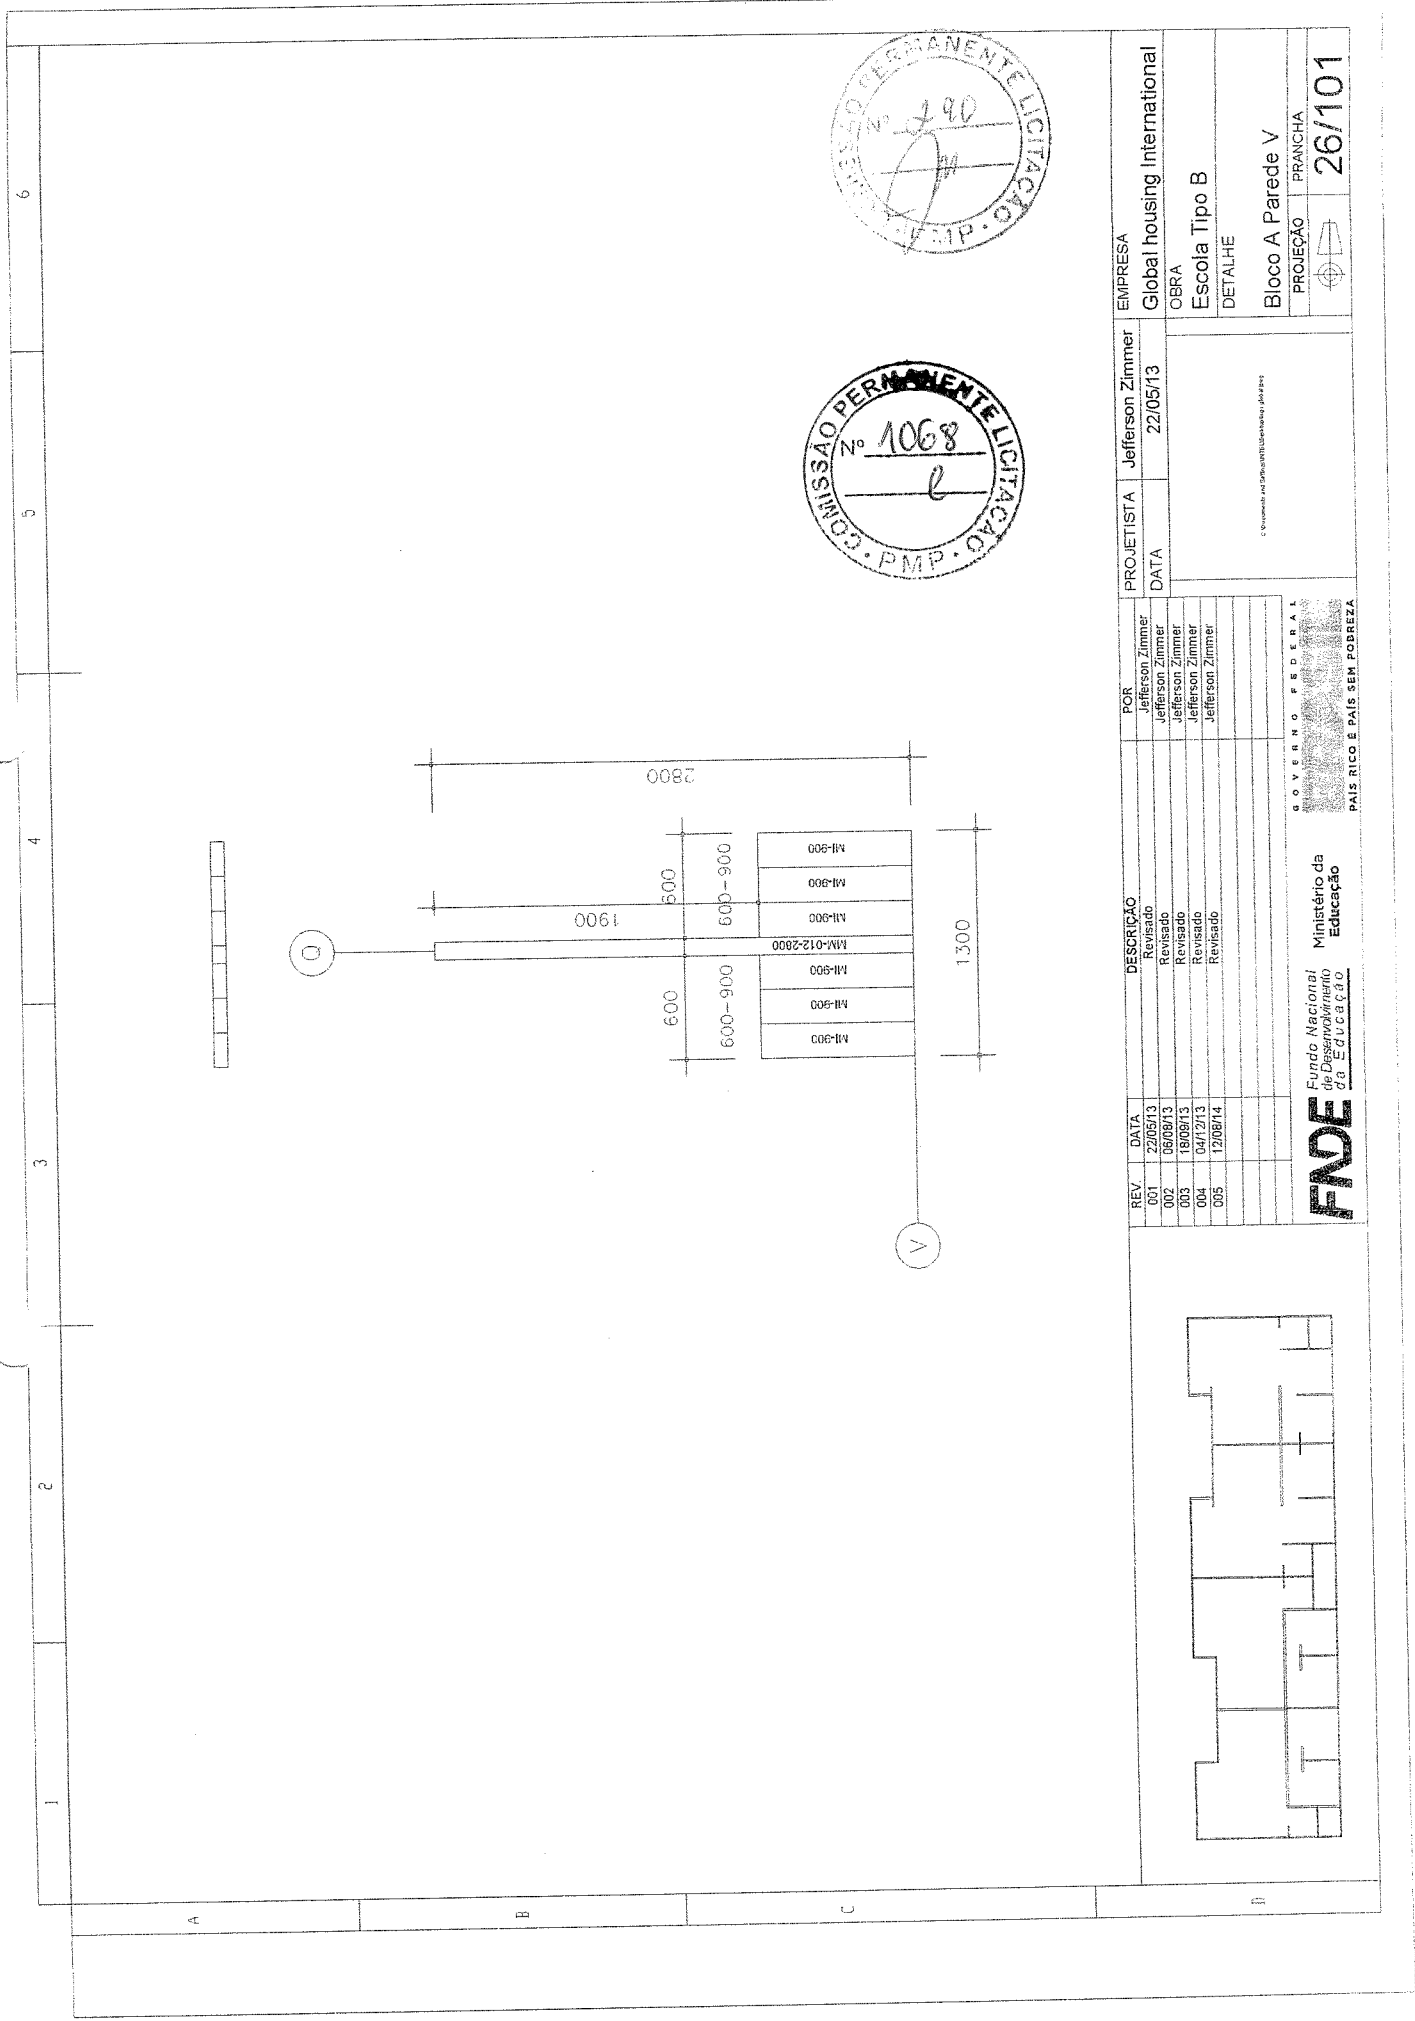 1
2
3
4
5
6
A
B
C
D
Q
V
2800
1900
600
600
600-900
600-900
MI-900
MI-900
MI-900
MM-012-2800
MI-900
MI-900
MI-900
1300
COMISSÃO PERMANENTE LICITAÇÃO
Nº 1068
· PMP ·
PERMANENTE LICITAÇÃO
Nº 790
REV. DATA DESCRIÇÃO POR
001 22/05/13 Revisado Jefferson Zimmer
002 06/08/13 Revisado Jefferson Zimmer
003 18/09/13 Revisado Jefferson Zimmer
004 04/12/13 Revisado Jefferson Zimmer
005 12/08/14 Revisado Jefferson Zimmer
FNDE
Fundo Nacional
de Desenvolvimento
da Educação
Ministério da
Educação
GOVERNO FEDERAL
PAÍS RICO É PAÍS SEM POBREZA
PROJETISTA Jefferson Zimmer
DATA 22/05/13
EMPRESA
Global housing International
OBRA
Escola Tipo B
DETALHE
Bloco A Parede V
PROJEÇÃO PRANCHA
26/101